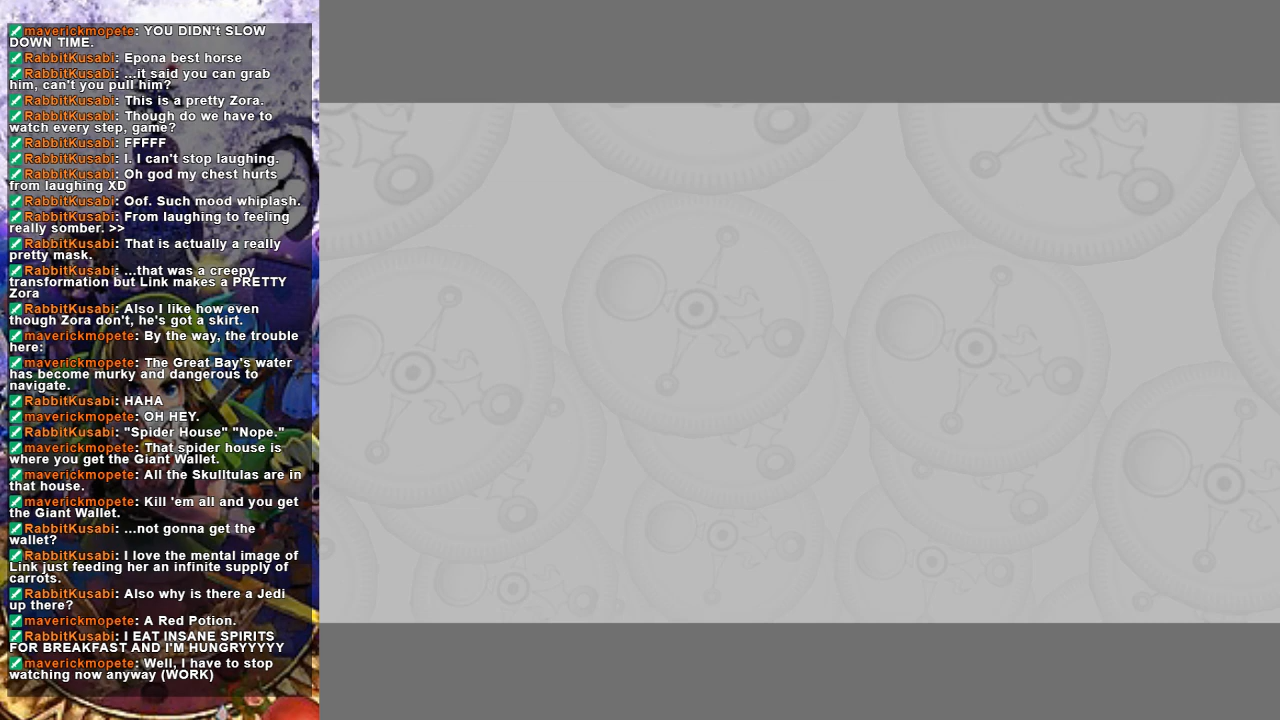 maverickmopete: YOU DIDN't SLOW
DOWN TIME.
RabbitKusabi: Epona best horse
RabbitKusabi: ...it said you can grab
him, can't you pull him?
RabbitKusabi: This is a pretty Zora.
RabbitKusabi: Though do we have to
watch every step, game?
RabbitKusabi: FFFFF
RabbitKusabi: I. I can't stop laughing.
RabbitKusabi: Oh god my chest hurts
from laughing XD
RabbitKusabi: Oof. Such mood whiplash.
RabbitKusabi: From laughing to feeling
really somber. >>
RabbitKusabi: That is actually a really
pretty mask.
RabbitKusabi: ...that was a creepy
transformation but Link makes a PRETTY
Zora
RabbitKusabi: Also I like how even
though Zora don't, he's got a skirt.
maverickmopete: By the way, the trouble
here:
maverickmopete: The Great Bay's water
has become murky and dangerous to
navigate.
RabbitKusabi: HAHA
maverickmopete: OH HEY.
RabbitKusabi: "Spider House" "Nope."
maverickmopete: That spider house is
where you get the Giant Wallet.
maverickmopete: All the Skulltulas are in
that house.
maverickmopete: Kill 'em all and you get
the Giant Wallet.
RabbitKusabi: ...not gonna get the
wallet?
RabbitKusabi: I love the mental image of
Link just feeding her an infinite supply of
carrots.
RabbitKusabi: Also why is there a Jedi
up there?
maverickmopete: A Red Potion.
RabbitKusabi: I EAT INSANE SPIRITS
FOR BREAKFAST AND I'M HUNGRYYYYY
maverickmopete: Well, I have to stop
watching now anyway (WORK)